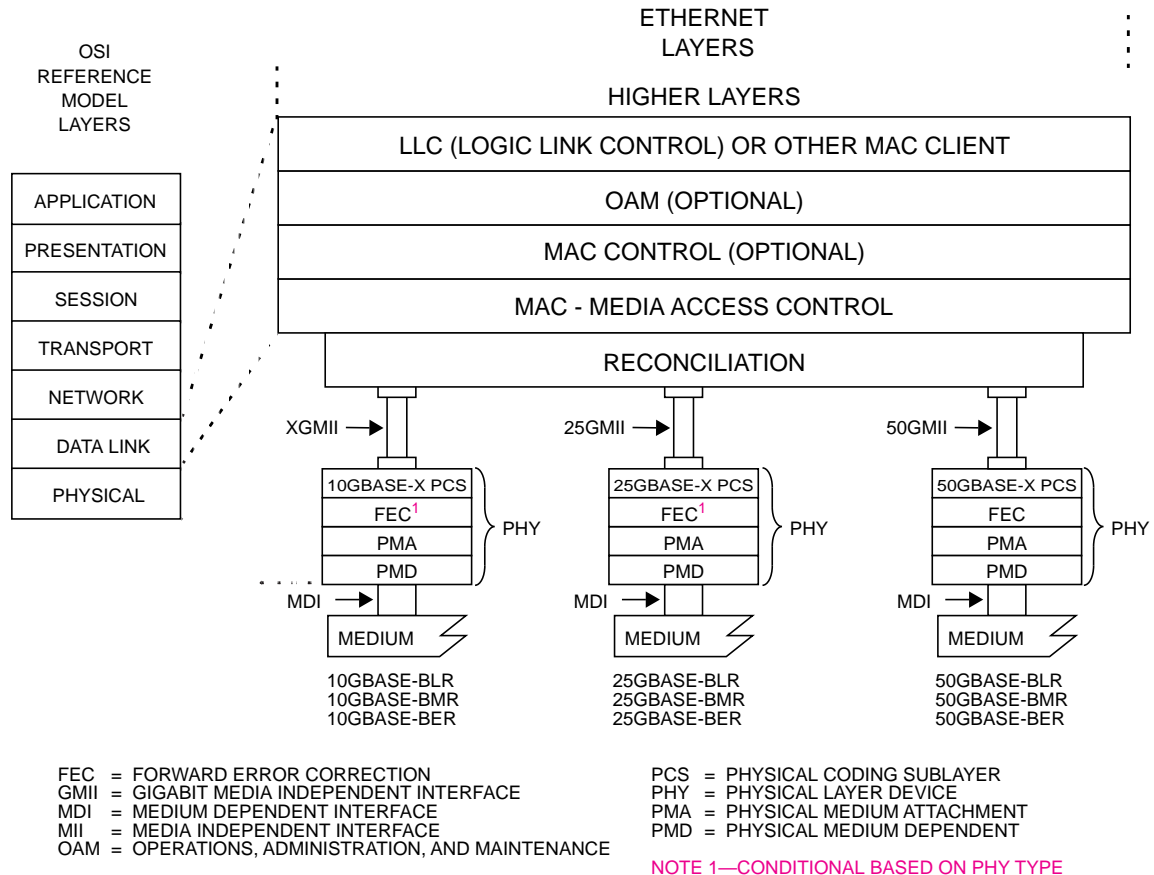 ETHERNET
LAYERS
OSI
REFERENCE
MODEL
LAYERS
HIGHER LAYERS
LLC (LOGIC LINK CONTROL) OR OTHER MAC CLIENT
OAM (OPTIONAL)
MAC CONTROL (OPTIONAL)
MAC - MEDIA ACCESS CONTROL
RECONCILIATION
APPLICATION
PRESENTATION
SESSION
TRANSPORT
NETWORK
DATA LINK
PHYSICAL
XGMII
25GMII
50GMII
10GBASE-X PCS
FEC1
PMA
PMD
PHY
MDI
MEDIUM
10GBASE-BLR
10GBASE-BMR
10GBASE-BER
25GBASE-X PCS
FEC1
PMA
PMD
PHY
MDI
MEDIUM
25GBASE-BLR
25GBASE-BMR
25GBASE-BER
50GBASE-X PCS
FEC
PMA
PMD
PHY
MDI
MEDIUM
50GBASE-BLR
50GBASE-BMR
50GBASE-BER
FEC = FORWARD ERROR CORRECTION
GMII = GIGABIT MEDIA INDEPENDENT INTERFACE
MDI = MEDIUM DEPENDENT INTERFACE
MII = MEDIA INDEPENDENT INTERFACE
OAM = OPERATIONS, ADMINISTRATION, AND MAINTENANCE
PCS = PHYSICAL CODING SUBLAYER
PHY = PHYSICAL LAYER DEVICE
PMA = PHYSICAL MEDIUM ATTACHMENT
PMD = PHYSICAL MEDIUM DEPENDENT
NOTE 1—CONDITIONAL BASED ON PHY TYPE